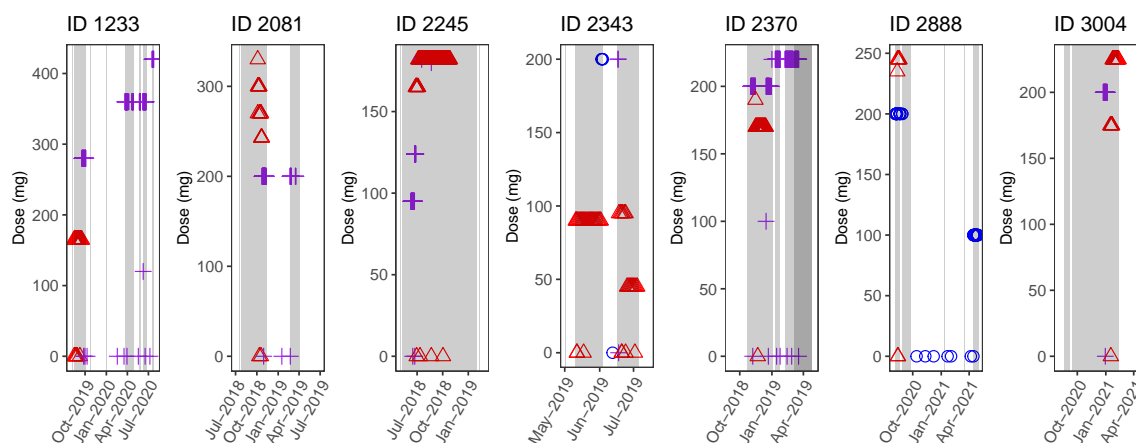 ID 1233
Dose (mg)
400
300
200
100
0
Oct–2019
Jan–2020
Apr–2020
Jul–2020
ID 2081
Dose (mg)
300
200
100
0
Jul–2018
Oct–2018
Jan–2019
Apr–2019
Jul–2019
ID 2245
Dose (mg)
150
100
50
0
Jul–2018
Oct–2018
Jan–2019
ID 2343
Dose (mg)
200
150
100
50
0
May–2019
Jun–2019
Jul–2019
ID 2370
Dose (mg)
200
150
100
50
0
Oct–2018
Jan–2019
Apr–2019
ID 2888
Dose (mg)
250
200
150
100
50
0
Oct–2020
Jan–2021
Apr–2021
ID 3004
Dose (mg)
200
150
100
50
0
Oct–2020
Jan–2021
Apr–2024